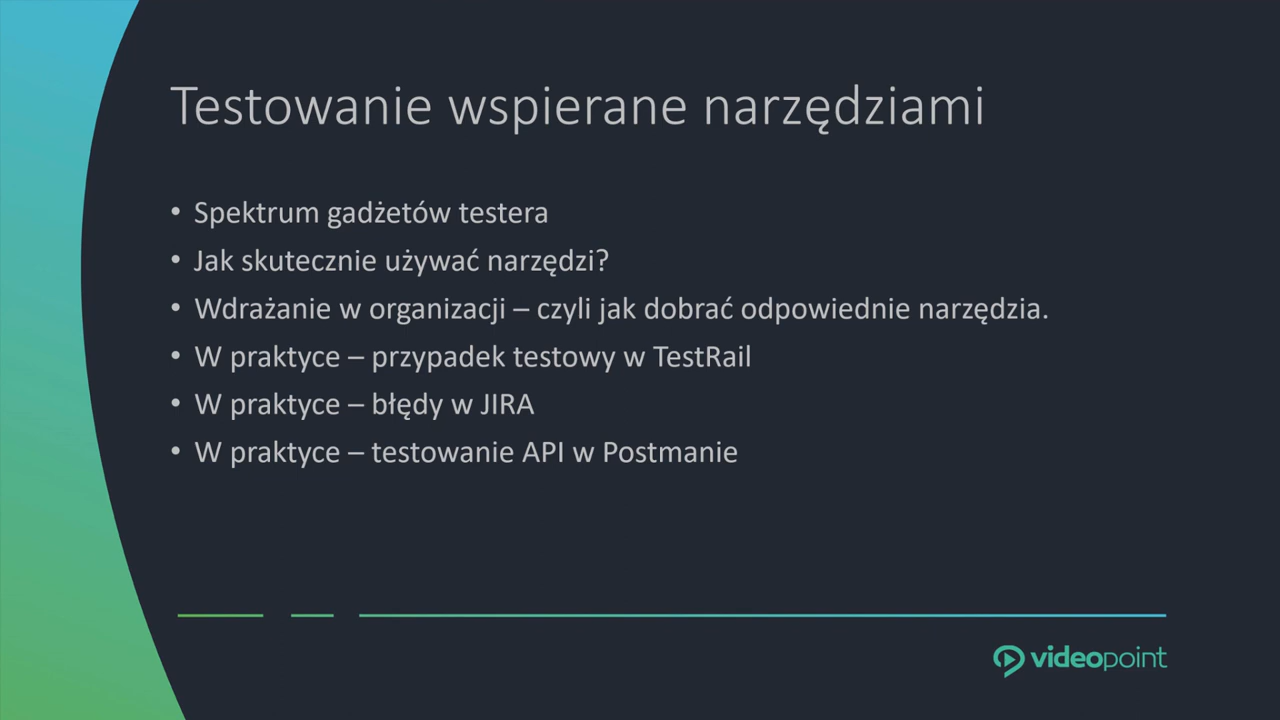 Testowanie wspierane narzędziami
• Spektrum gadżetów testera
• Jak skutecznie używać narzędzi?
• Wdrażanie w organizacji – czyli jak dobrać odpowiednie narzędzia.
• W praktyce – przypadek testowy w TestRail
• W praktyce – błędy w JIRA
• W praktyce – testowanie API w Postmanie
videopoint